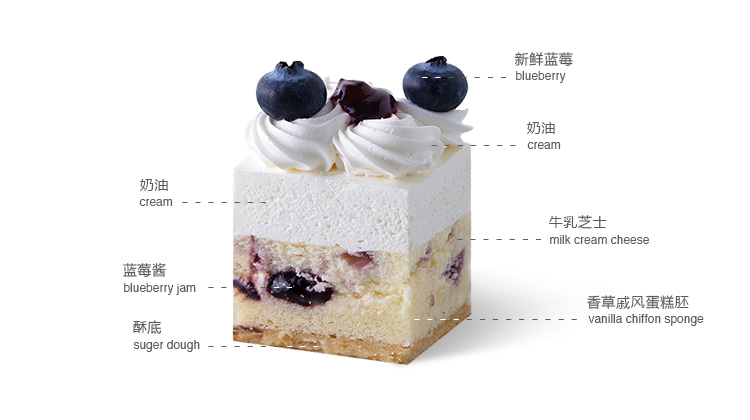 新鲜蓝莓
blueberry
奶油
cream
奶油
cream
牛乳芝士
milk cream cheese
蓝莓酱
blueberry jam
香草戚风蛋糕胚
vanilla chiffon sponge
酥底
suger dough